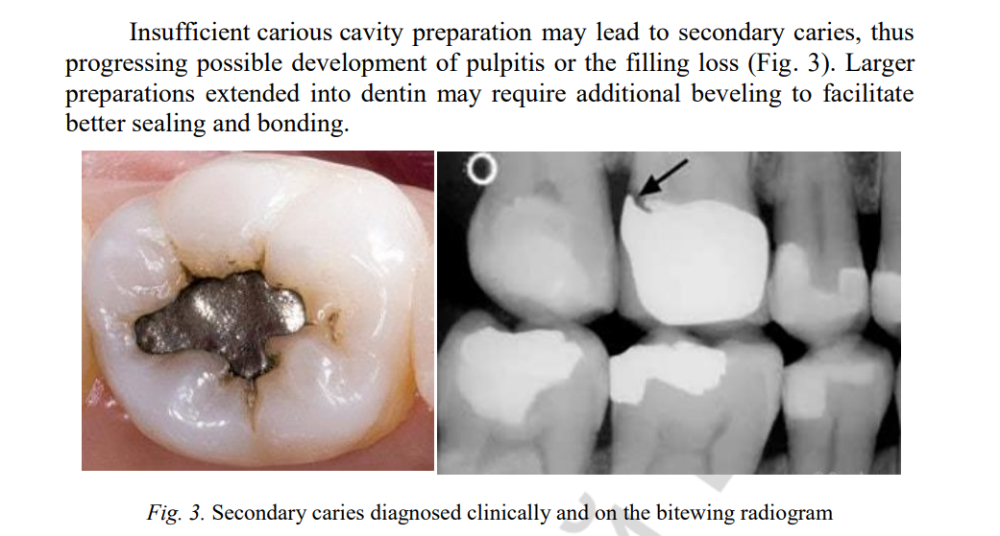 Insufficient carious cavity preparation may lead to secondary caries, thus
progressing possible development of pulpitis or the filling loss (Fig. 3). Larger
preparations extended into dentin may require additional beveling to facilitate
better sealing and bonding.
Fig. 3. Secondary caries diagnosed clinically and on the bitewing radiogram